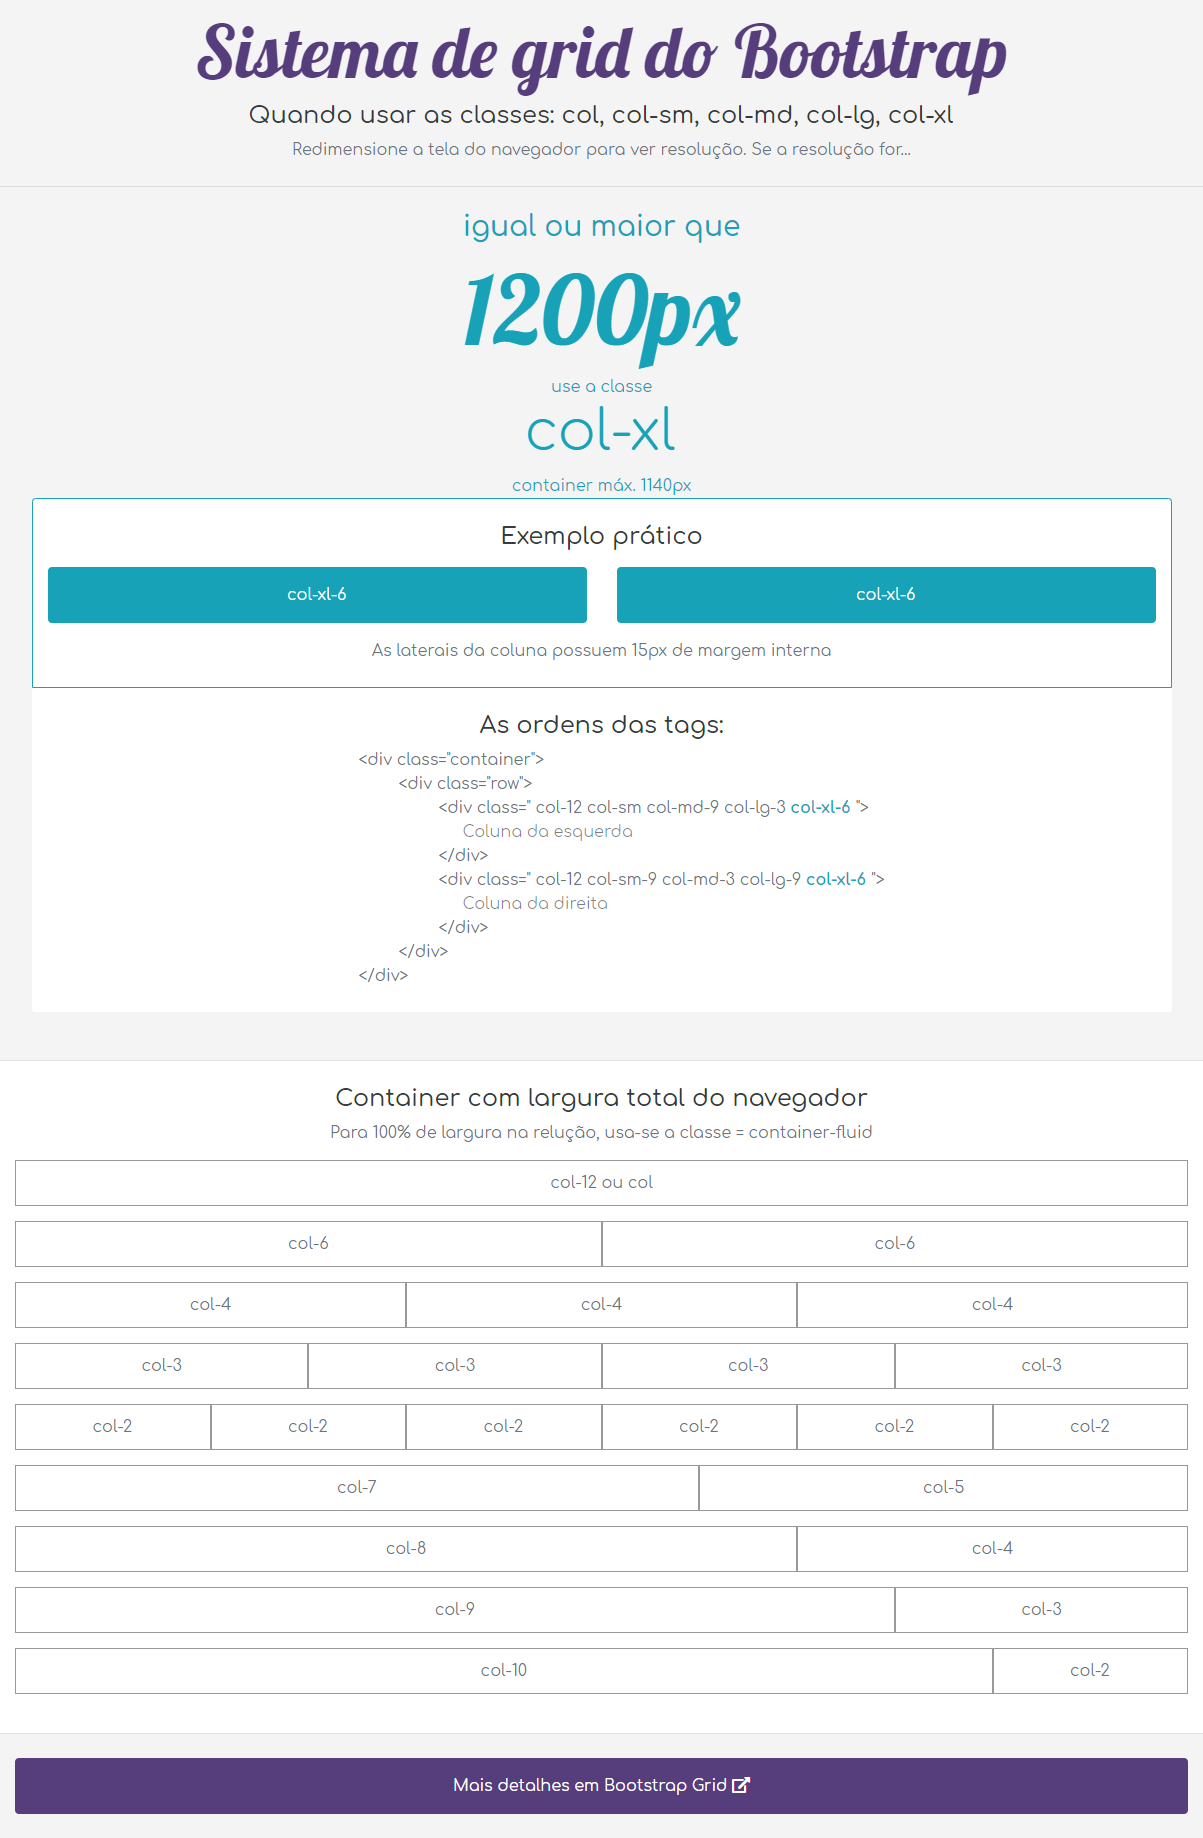 Sistema de grid do Bootstrap
Quando usar as classes: col, col-sm, col-md, col-lg, col-xl
Redimensione a tela do navegador para ver resolução. Se a resolução for...
igual ou maior que
1200px
use a classe
col-xl
container máx. 1140px
Exemplo prático
col-xl-6 col-xl-6
As laterais da coluna possuem 15px de margem interna
As ordens das tags:
<div class="container">
<div class="row">
<div class=" col-12 col-sm col-md-9 col-lg-3 col-xl-6 ">
Coluna da esquerda
</div>
<div class=" col-12 col-sm-9 col-md-3 col-lg-9 col-xl-6 ">
Coluna da direita
</div>
</div>
</div>
Container com largura total do navegador
Para 100% de largura na relução, usa-se a classe = container-fluid
col-12 ou col
col-6 col-6
col-4 col-4 col-4
col-3 col-3 col-3 col-3
col-2 col-2 col-2 col-2 col-2 col-2
col-7 col-5
col-8 col-4
col-9 col-3
col-10 col-2
Mais detalhes em Bootstrap Grid